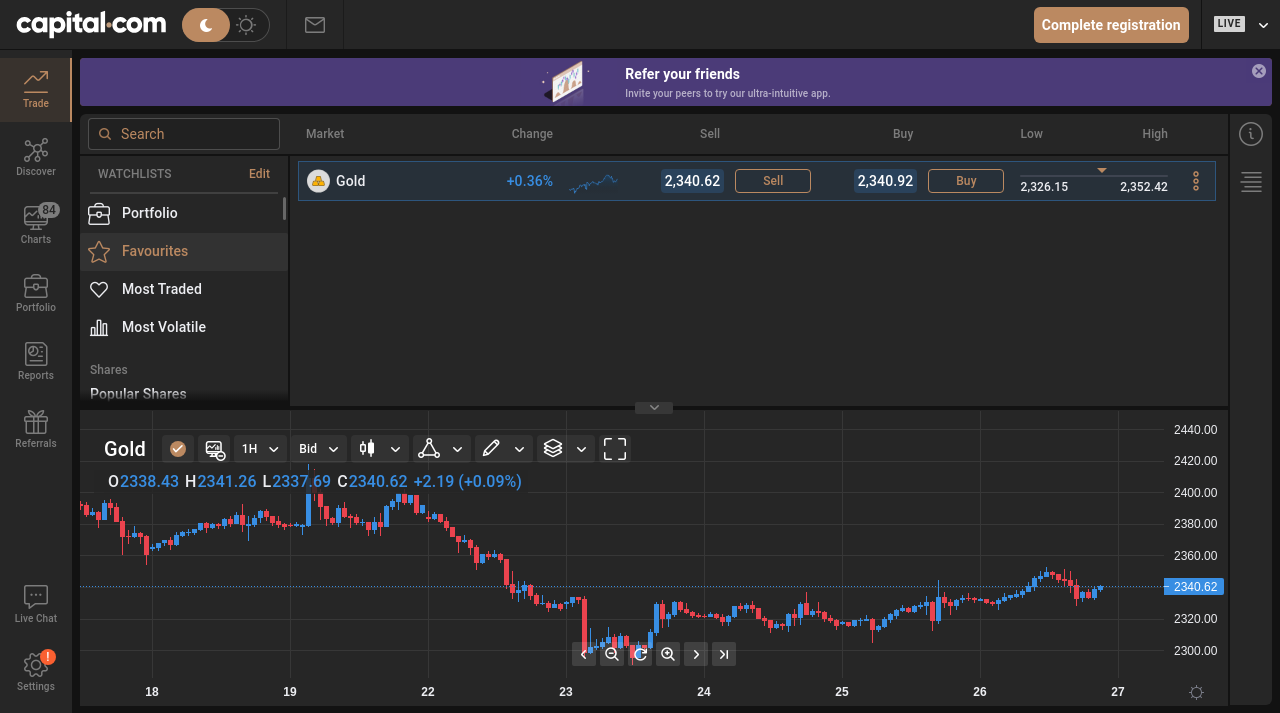 capital.com
Complete registration
LIVE
Refer your friends
Invite your peers to try our ultra-intuitive app.
Trade
Discover
84
Charts
Portfolio
Reports
Referrals
Live Chat
!
Settings
Search
Market
Change
Sell
Buy
Low
High
WATCHLISTS
Edit
Portfolio
Favourites
Most Traded
Most Volatile
Shares
Popular Shares
Gold
+0.36%
2,340.62
Sell
2,340.92
Buy
2,326.15
2,352.42
Gold
1H
Bid
O2338.43 H2341.26 L2337.69 C2340.62 +2.19 (+0.09%)
2440.00
2420.00
2400.00
2380.00
2360.00
2340.62
2320.00
2300.00
18
19
22
23
24
25
26
27